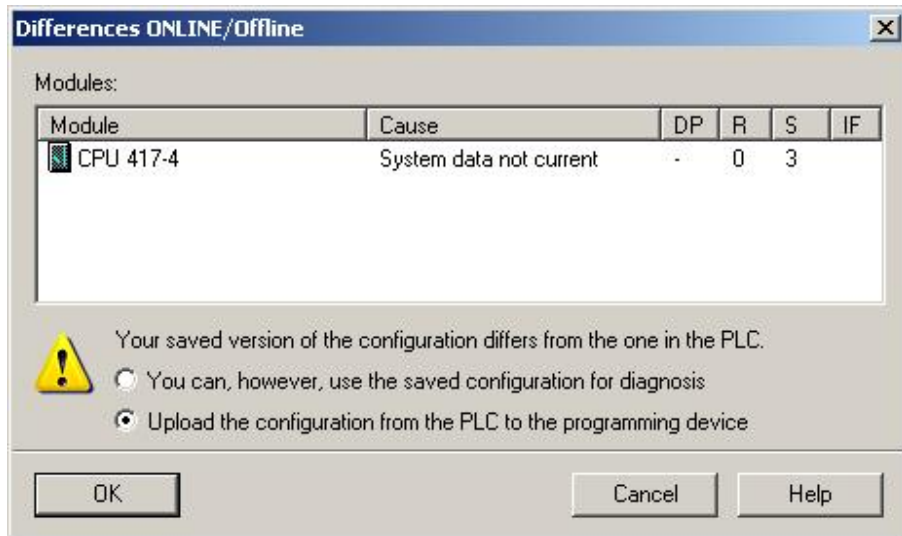 Differences ONLINE/Offline
Modules:
Module Cause DP R S IF
CPU 417-4 System data not current - 0 3
Your saved version of the configuration differs from the one in the PLC.
You can, however, use the saved configuration for diagnosis
Upload the configuration from the PLC to the programming device
OK Cancel Help